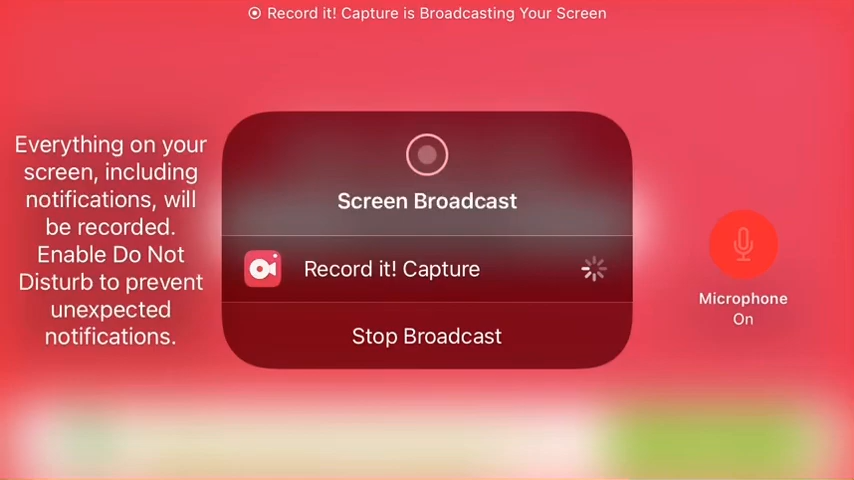 Record it! Capture is Broadcasting Your Screen
Everything on your
screen, including
notifications, will
be recorded.
Enable Do Not
Disturb to prevent
unexpected
notifications.
Screen Broadcast
Record it! Capture
Stop Broadcast
Microphone
On